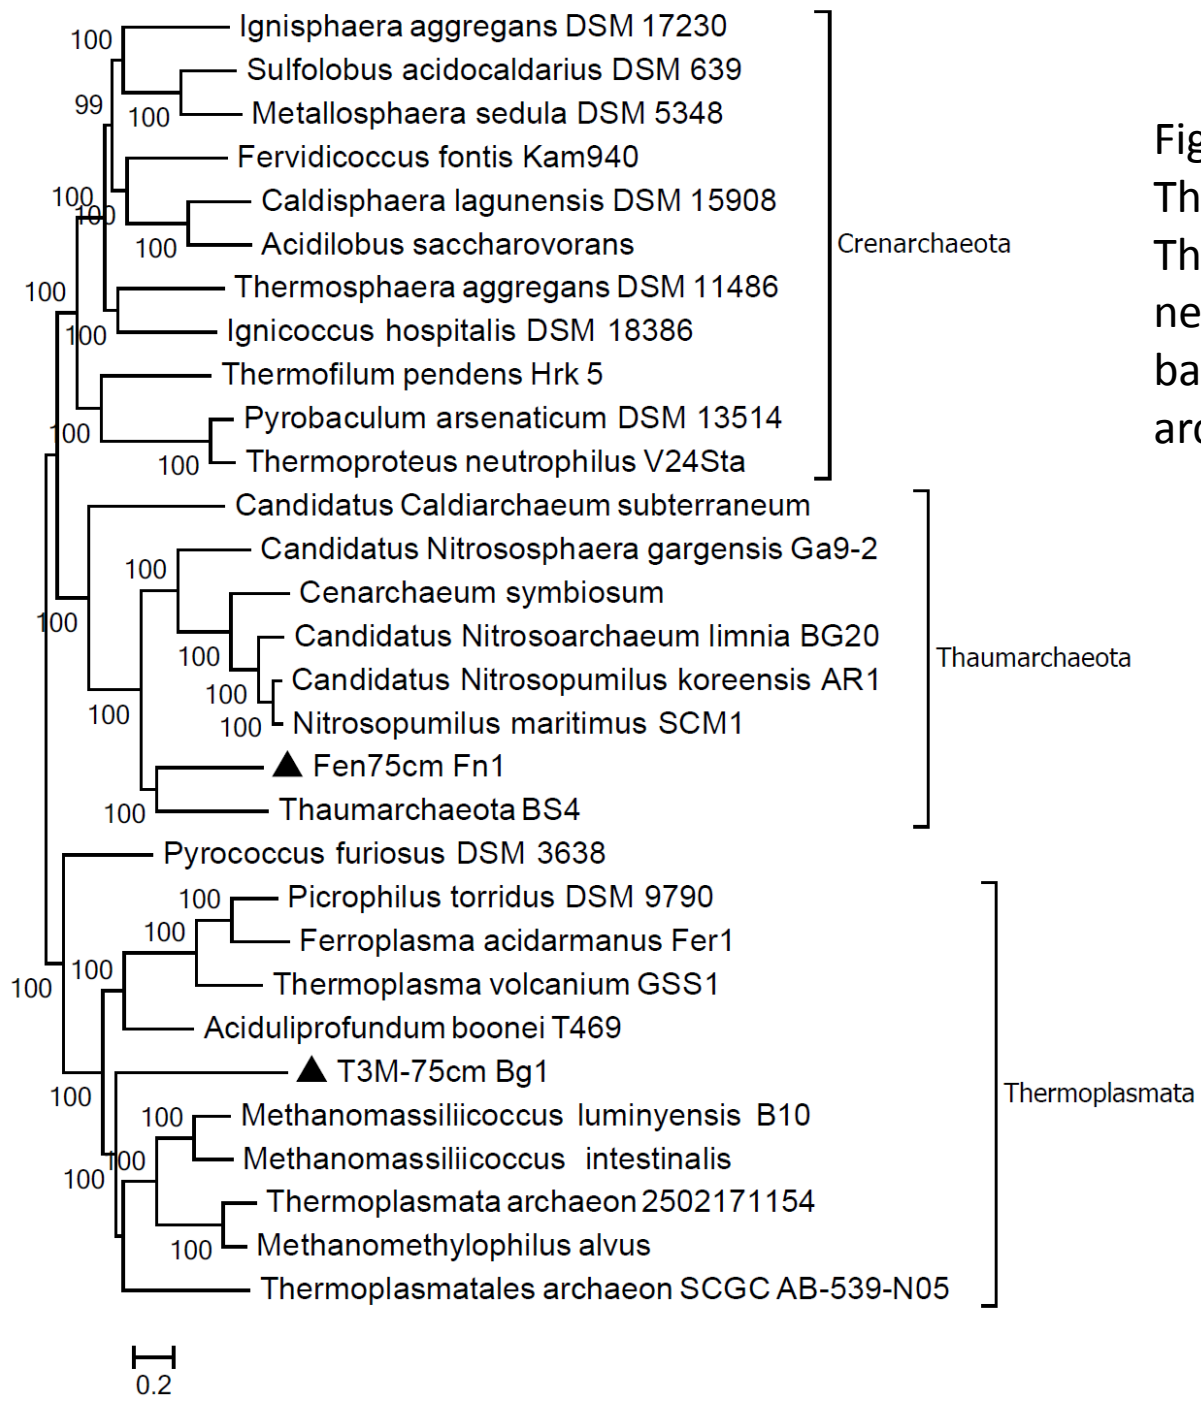 100
Ignisphaera aggregans DSM 17230
Sulfolobus acidocaldarius DSM 639
99
100
Metallosphaera sedula DSM 5348
Fervidicoccus fontis Kam940
100
100
Caldisphaera lagunensis DSM 15908
100
Acidilobus saccharovorans
Crenarchaeota
100
Thermosphaera aggregans DSM 11486
100
Ignicoccus hospitalis DSM 18386
Thermofilum pendens Hrk 5
100
Pyrobaculum arsenaticum DSM 13514
100
Thermoproteus neutrophilus V24Sta
Candidatus Caldiarchaeum subterraneum
100
Candidatus Nitrososphaera gargensis Ga9-2
Cenarchaeum symbiosum
100
100
Candidatus Nitrosoarchaeum limnia BG20
Thaumarchaeota
100
Candidatus Nitrosopumilus koreensis AR1
100
100
Nitrosopumilus maritimus SCM1
Fen75cm Fn1
100
Thaumarchaeota BS4
Pyrococcus furiosus DSM 3638
100
Picrophilus torridus DSM 9790
100
Ferroplasma acidarmanus Fer1
100
100
Thermoplasma volcanium GSS1
Aciduliprofundum boonei T469
T3M-75cm Bg1
100
Thermoplasmata
100
Methanomassiliicoccus luminyensis B10
100
100
Methanomassiliicoccus intestinalis
Thermoplasmata archaeon 2502171154
100
Methanomethylophilus alvus
Thermoplasmatales archaeon SCGC AB-539-N05
0.2
Fig
Th
Th
ne
ba